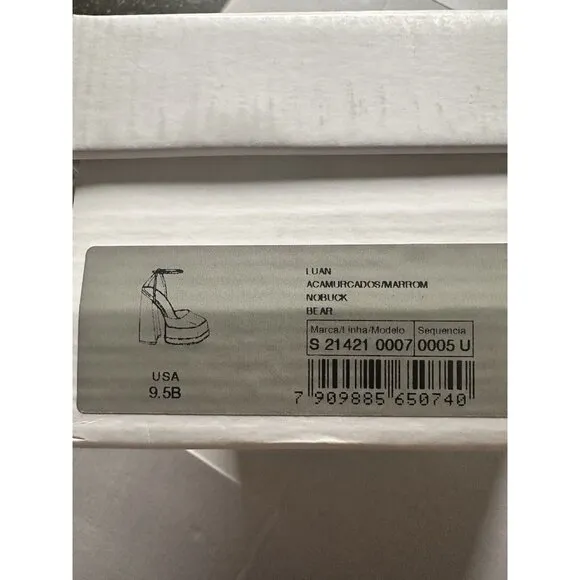 LUAN
ACAMURCADOS/MARROM
NOBUCK
BEAR
Marca/Linha/Modelo Sequencia
S 21421 0007 0005 U
USA
9.5B
7 909885 650740